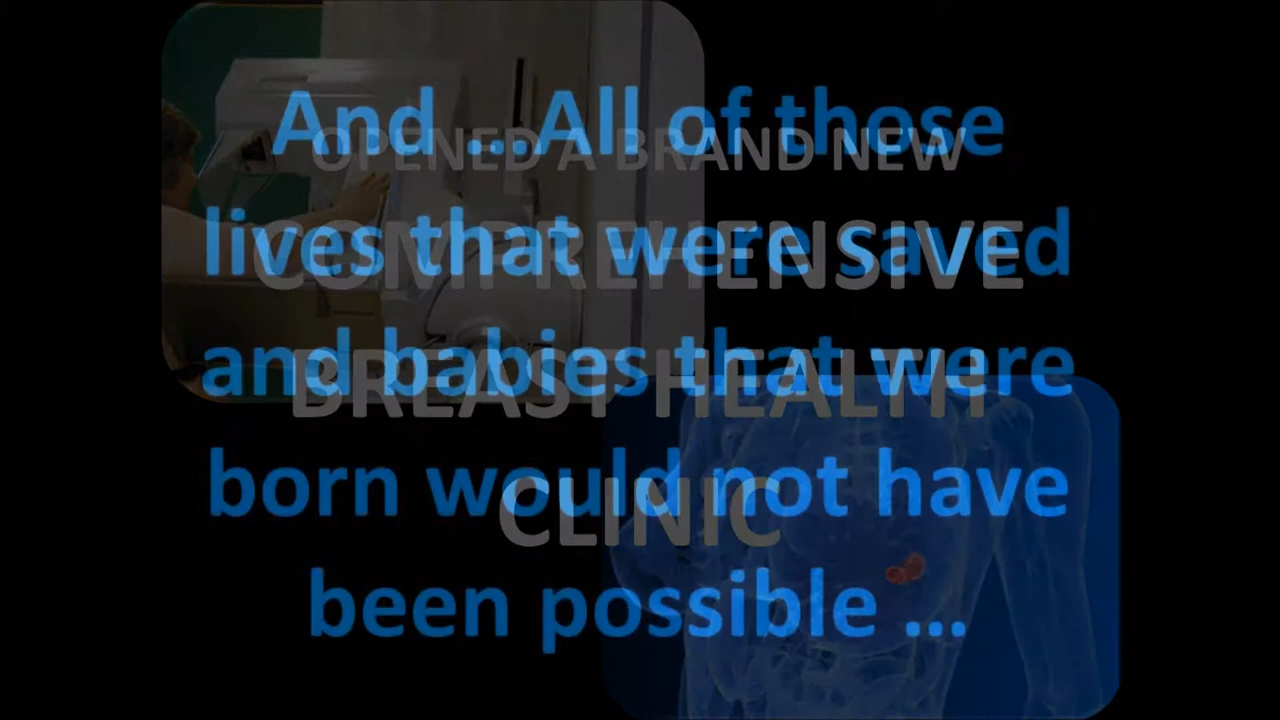 And ... All of those
lives that were saved
and babies that were
born would not have
been possible ...
OPENED A BRAND NEW
COMPREHENSIVE
BREAST HEALTH
CLINIC